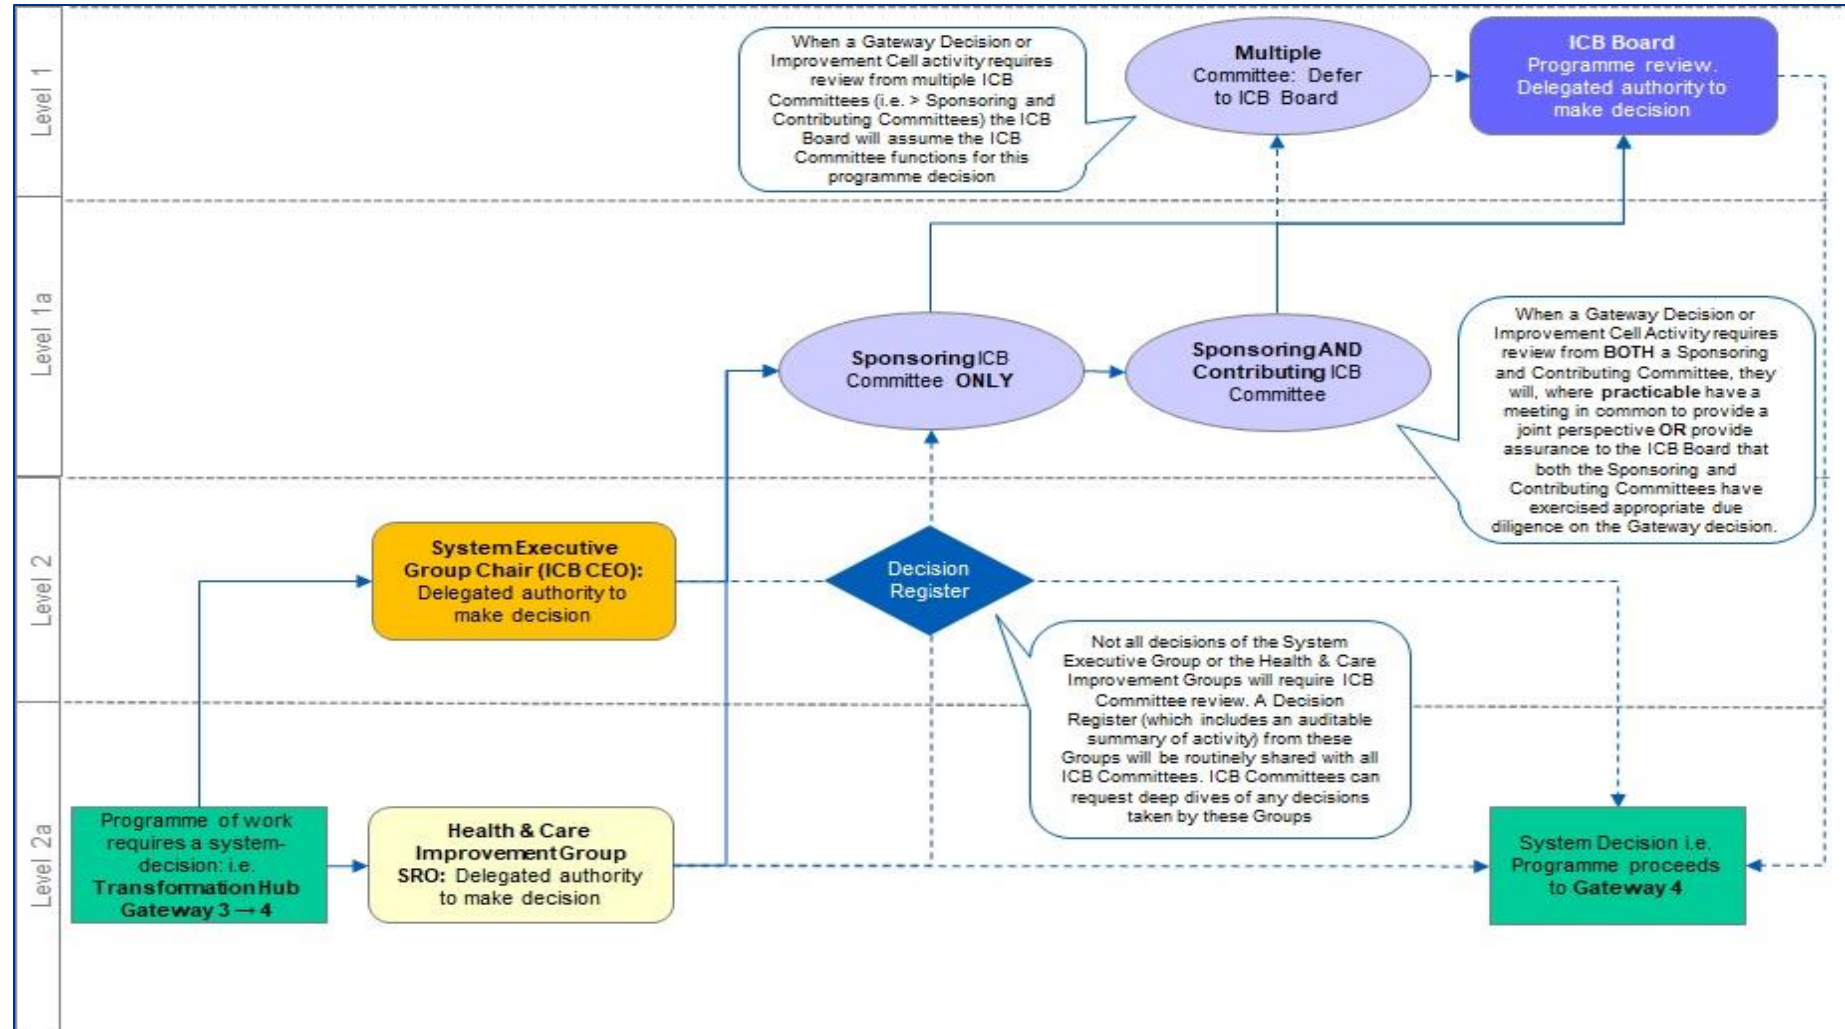 Level 1
When a Gateway Decision or
Improvement Cell activity requires
review from multiple ICB
Committees (i.e. > Sponsoring and
Contributing Committees) the ICB
Board will assume the ICB
Committee functions for this
programme decision
Multiple
Committee: Defer
to ICB Board
ICB Board
Programme review.
Delegated authority to
make decision
Level 1a
Sponsoring ICB
Committee ONLY
Sponsoring AND
Contributing ICB
Committee
When a Gateway Decision or
Improvement Cell Activity requires
review from BOTH a Sponsoring
and Contributing Committee, they
will, where practicable have a
meeting in common to provide a
joint perspective OR provide
assurance to the ICB Board that
both the Sponsoring and
Contributing Committees have
exercised appropriate due
diligence on the Gateway decision.
Level 2
System Executive
Group Chair (ICB CEO):
Delegated authority to
make decision
Decision
Register
Not all decisions of the System
Executive Group or the Health & Care
Improvement Groups will require ICB
Committee review. A Decision
Register (which includes an auditable
summary of activity) from these
Groups will be routinely shared with all
ICB Committees. ICB Committees can
request deep dives of any decisions
taken by these Groups
Level 2a
Programme of work
requires a system-
decision: i.e.
Transformation Hub
Gateway 3 → 4
Health & Care
Improvement Group
SRO: Delegated authority
to make decision
System Decision i.e.
Programme proceeds
to Gateway 4